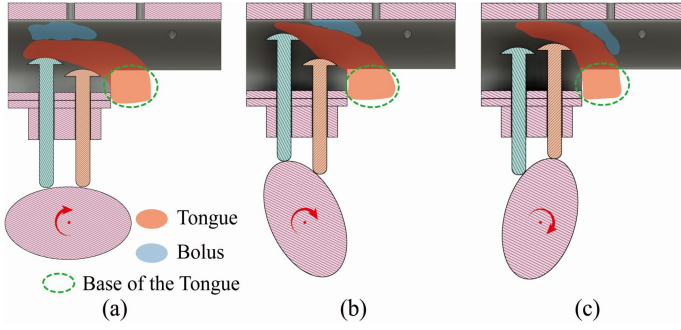 Tongue
Bolus
Base of the Tongue
(a)
(b)
(c)